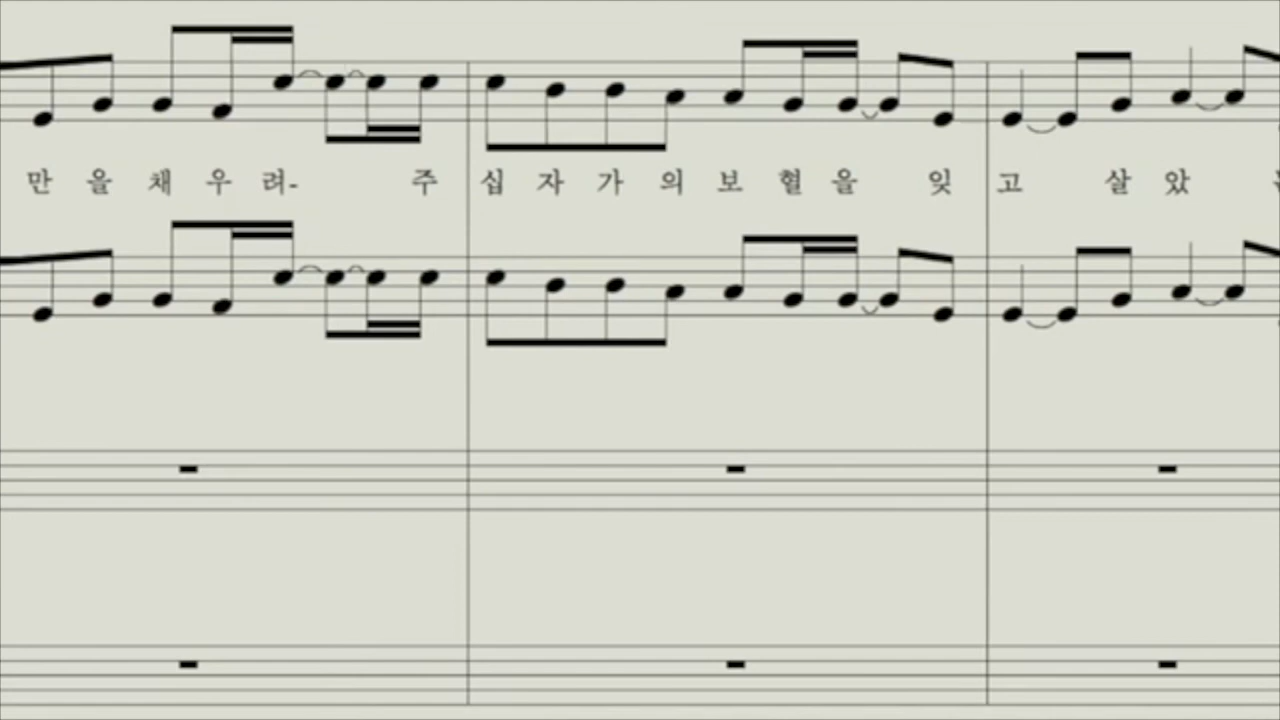 만 을 채 우 려- 주 십 자 가 의 보 혈 을 잊 고 살 았